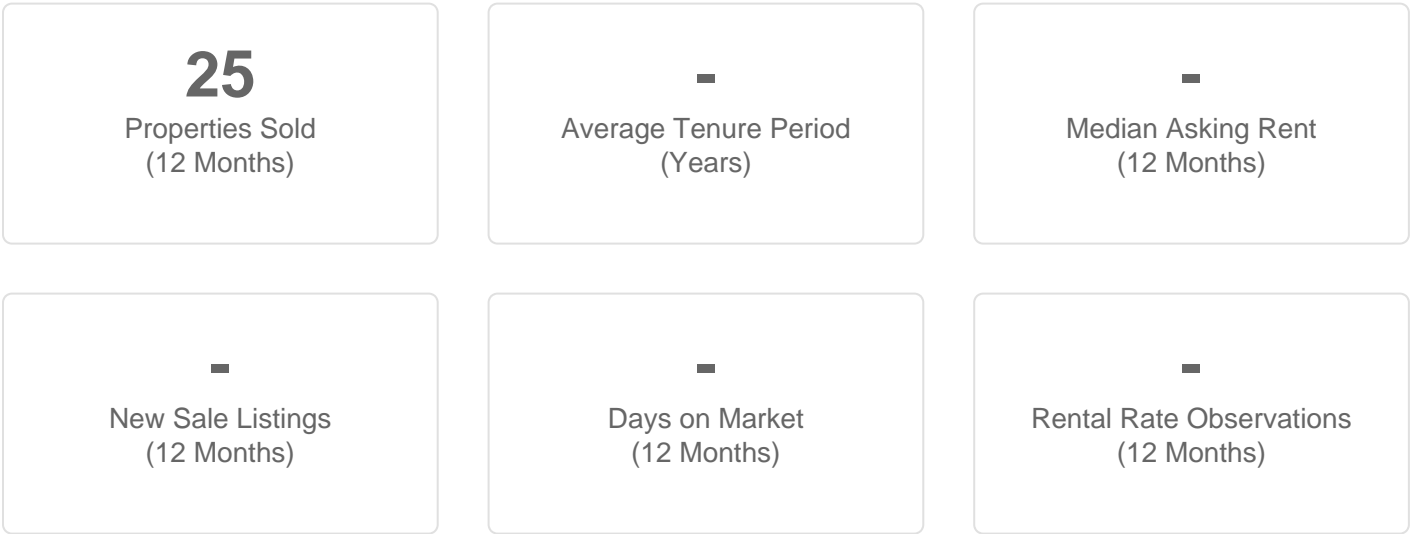 25
Properties Sold
(12 Months)
-
Average Tenure Period
(Years)
-
Median Asking Rent
(12 Months)
-
New Sale Listings
(12 Months)
-
Days on Market
(12 Months)
-
Rental Rate Observations
(12 Months)